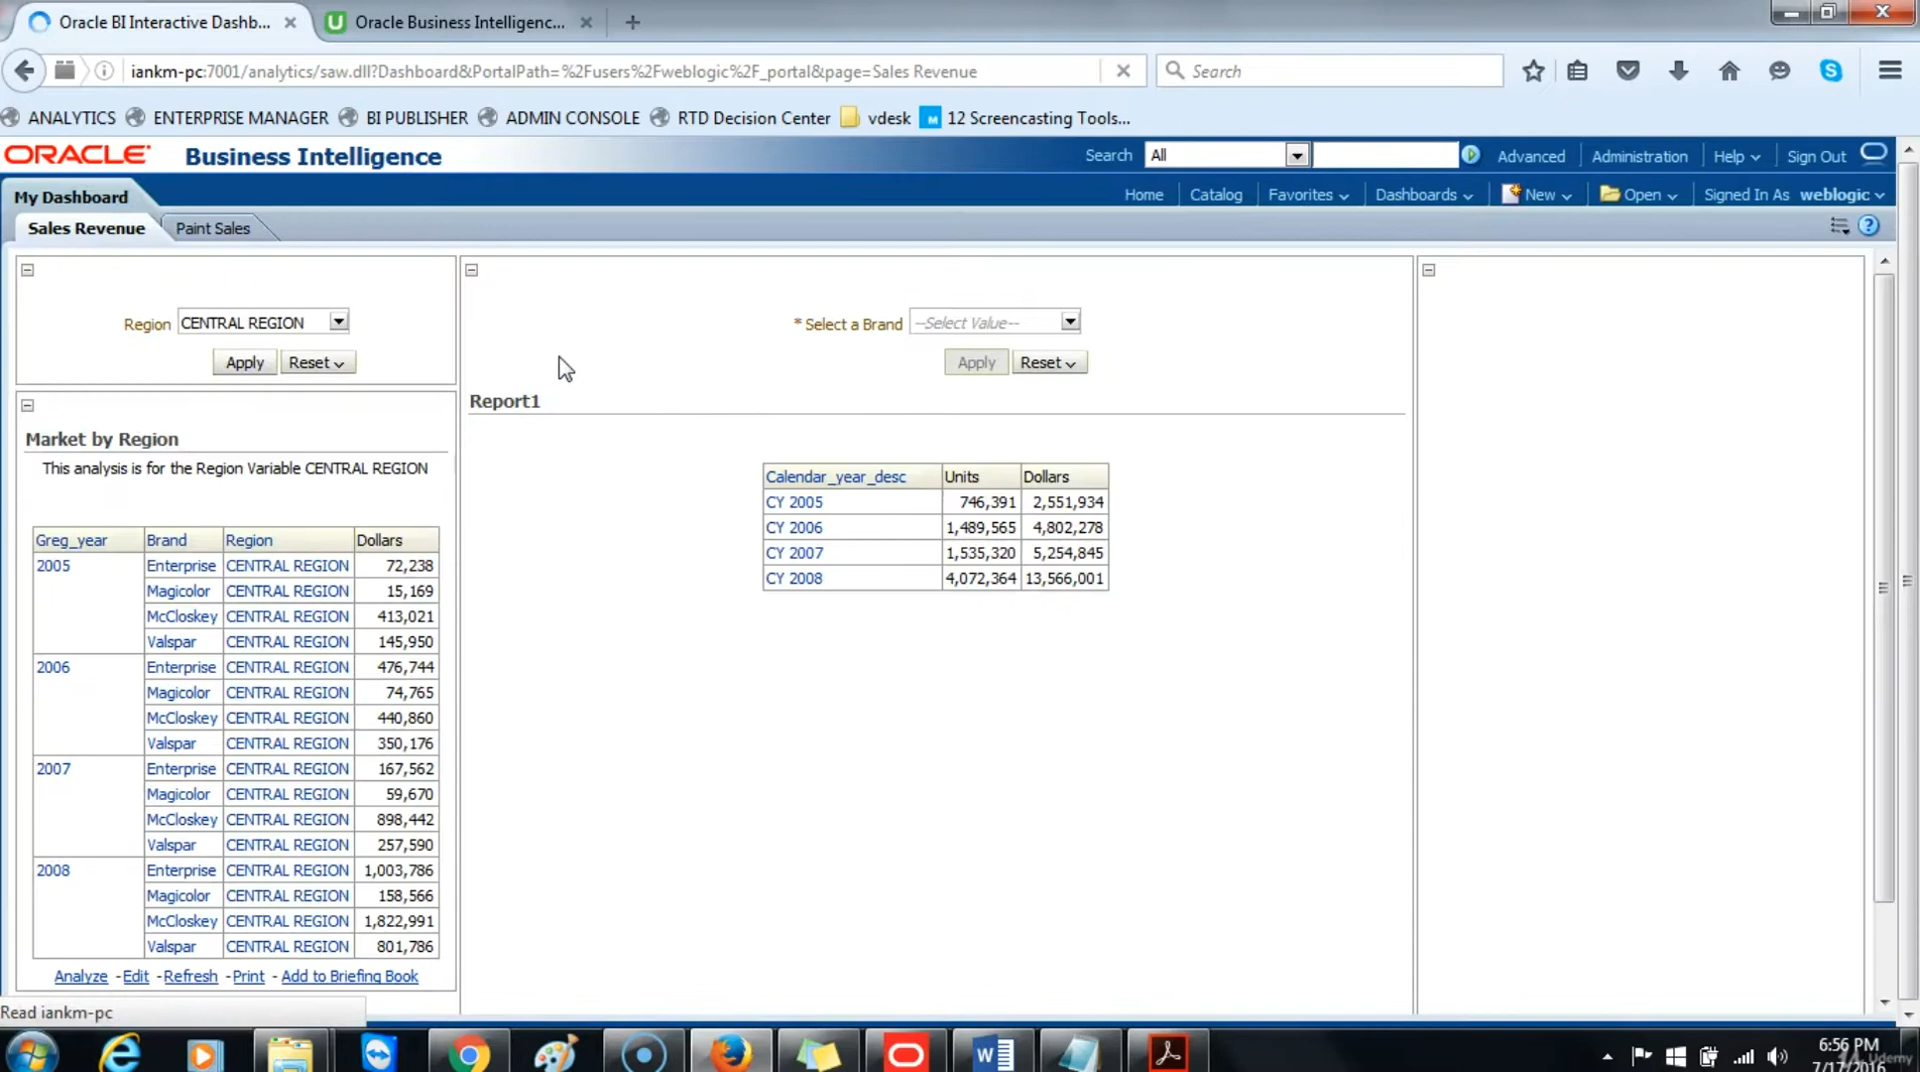 Oracle BI Interactive Dashb...
Oracle Business Intelligenc...
iankm-pc:7001/analytics/saw.dll?Dashboard&PortalPath=%2Fusers%2Fweblogic%2F_portal&page=Sales Revenue
Search
ANALYTICS ENTERPRISE MANAGER BI PUBLISHER ADMIN CONSOLE RTD Decision Center vdesk 12 Screencasting Tools...
ORACLE Business Intelligence
Search All Advanced Administration Help Sign Out
My Dashboard
Home Catalog Favorites Dashboards New Open Signed In As weblogic
Sales Revenue Paint Sales
Region CENTRAL REGION
Apply Reset
* Select a Brand --Select Value--
Apply Reset
Market by Region
This analysis is for the Region Variable CENTRAL REGION
Greg_year Brand Region Dollars
2005 Enterprise CENTRAL REGION 72,238
Magicolor CENTRAL REGION 15,169
McCloskey CENTRAL REGION 413,021
Valspar CENTRAL REGION 145,950
2006 Enterprise CENTRAL REGION 476,744
Magicolor CENTRAL REGION 74,765
McCloskey CENTRAL REGION 440,860
Valspar CENTRAL REGION 350,176
2007 Enterprise CENTRAL REGION 167,562
Magicolor CENTRAL REGION 59,670
McCloskey CENTRAL REGION 898,442
Valspar CENTRAL REGION 257,590
2008 Enterprise CENTRAL REGION 1,003,786
Magicolor CENTRAL REGION 158,566
McCloskey CENTRAL REGION 1,822,991
Valspar CENTRAL REGION 801,786
Analyze -Edit -Refresh -Print - Add to Briefing Book
Report1
Calendar_year_desc Units Dollars
CY 2005 746,391 2,551,934
CY 2006 1,489,565 4,802,278
CY 2007 1,535,320 5,254,845
CY 2008 4,072,364 13,566,001
Read iankm-pc
6:56 PM
7/17/2016
Udemy